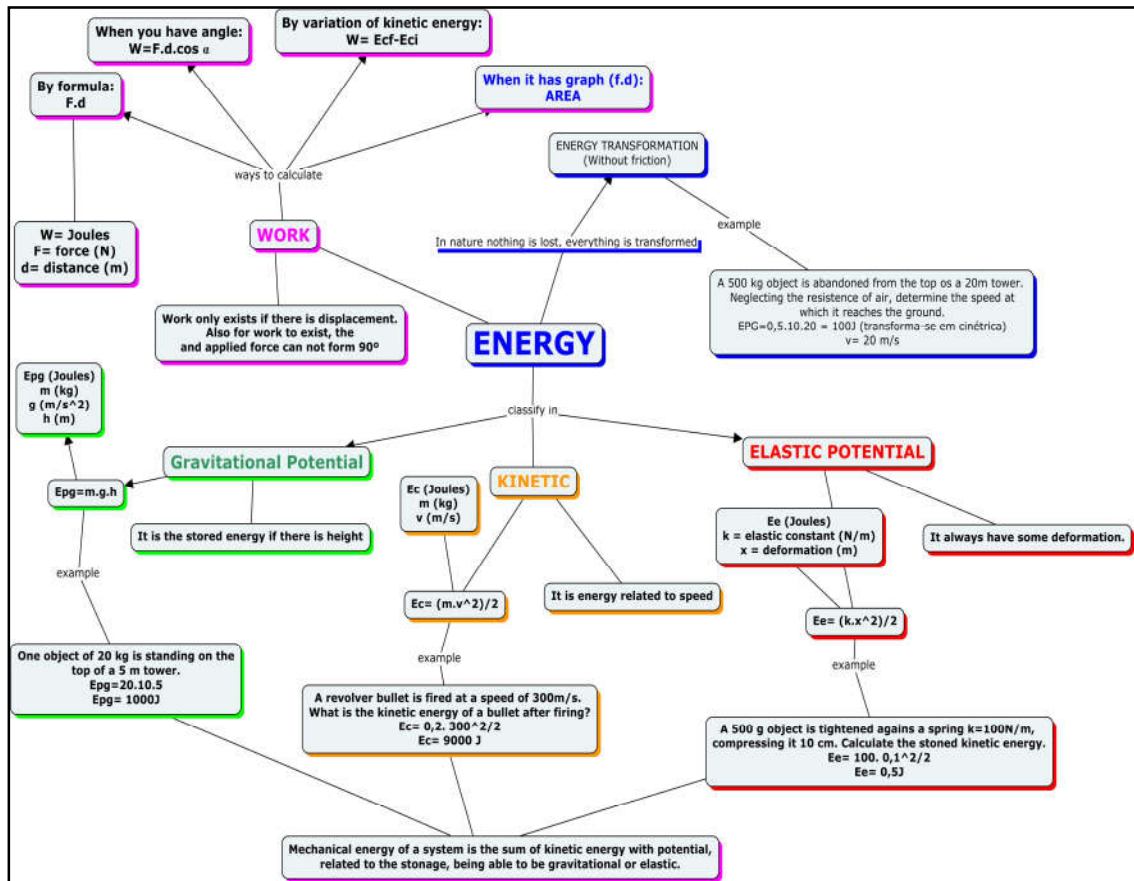 When you have angle:
W=F.d.cos α
By variation of kinetic energy:
W= Ecf-Eci
By formula:
F.d
When it has graph (f.d):
AREA
ENERGY TRANSFORMATION
(Without friction)
ways to calculate
example
W= Joules
F= force (N)
d= distance (m)
WORK
In nature nothing is lost, everything is transformed
A 500 kg object is abandoned from the top os a 20m tower.
Neglecting the resistence of air, determine the speed at
which it reaches the ground.
EPG=0,5.10.20 = 100J (transforma-se em cinétrica)
v= 20 m/s
Work only exists if there is displacement.
Also for work to exist, the
and applied force can not form 90º
ENERGY
Epg (Joules)
m (kg)
g (m/s^2)
h (m)
classify in
Gravitational Potential
KINETIC
ELASTIC POTENTIAL
Epg=m.g.h
It is the stored energy if there is height
Ec (Joules)
m (kg)
v (m/s)
Ee (Joules)
k = elastic constant (N/m)
x = deformation (m)
It always have some deformation.
example
Ec= (m.v^2)/2
It is energy related to speed
Ee= (k.x^2)/2
One object of 20 kg is standing on the
top of a 5 m tower.
Epg=20.10.5
Epg= 1000J
example
example
A revolver bullet is fired at a speed of 300m/s.
What is the kinetic energy of a bullet after firing?
Ec= 0,2. 300^2/2
Ec= 9000 J
A 500 g object is tightened agains a spring k=100N/m,
compressing it 10 cm. Calculate the stoned kinetic energy.
Ee= 100. 0,1^2/2
Ee= 0,5J
Mechanical energy of a system is the sum of kinetic energy with potential,
related to the stonage, being able to be gravitational or elastic.